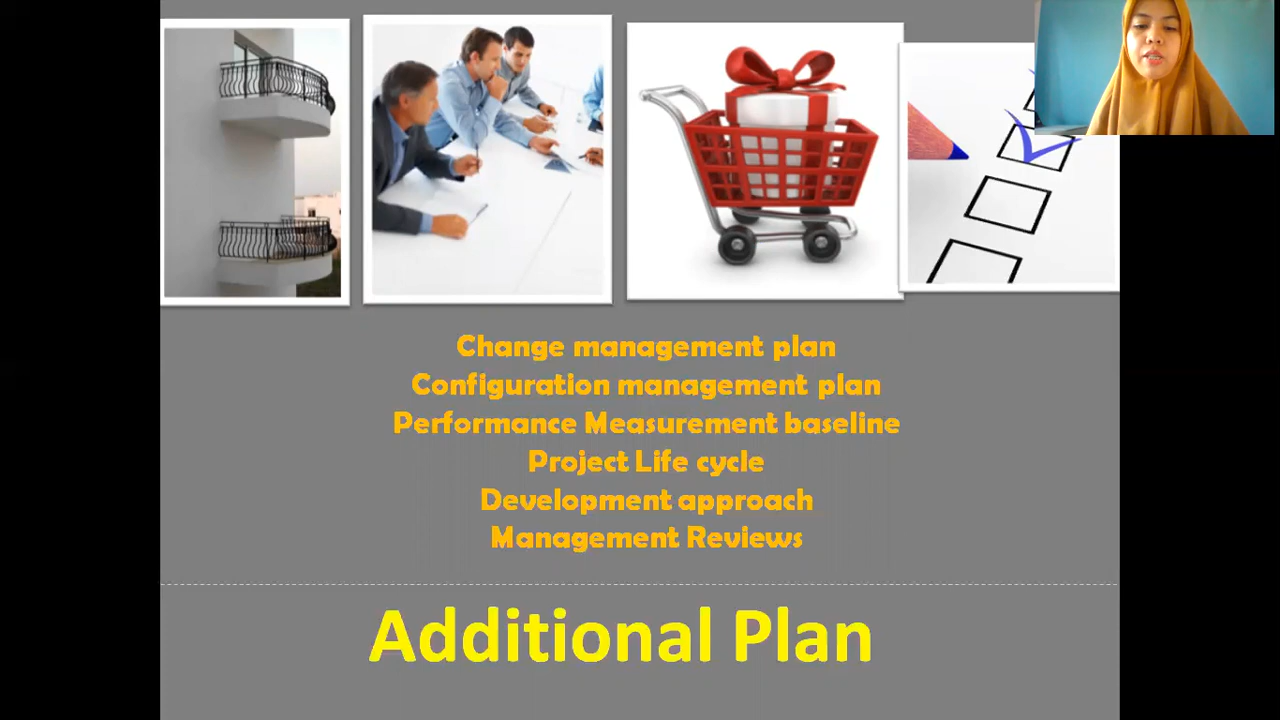 Change management plan
Configuration management plan
Performance Measurement baseline
Project Life cycle
Development approach
Management Reviews
Additional Plan